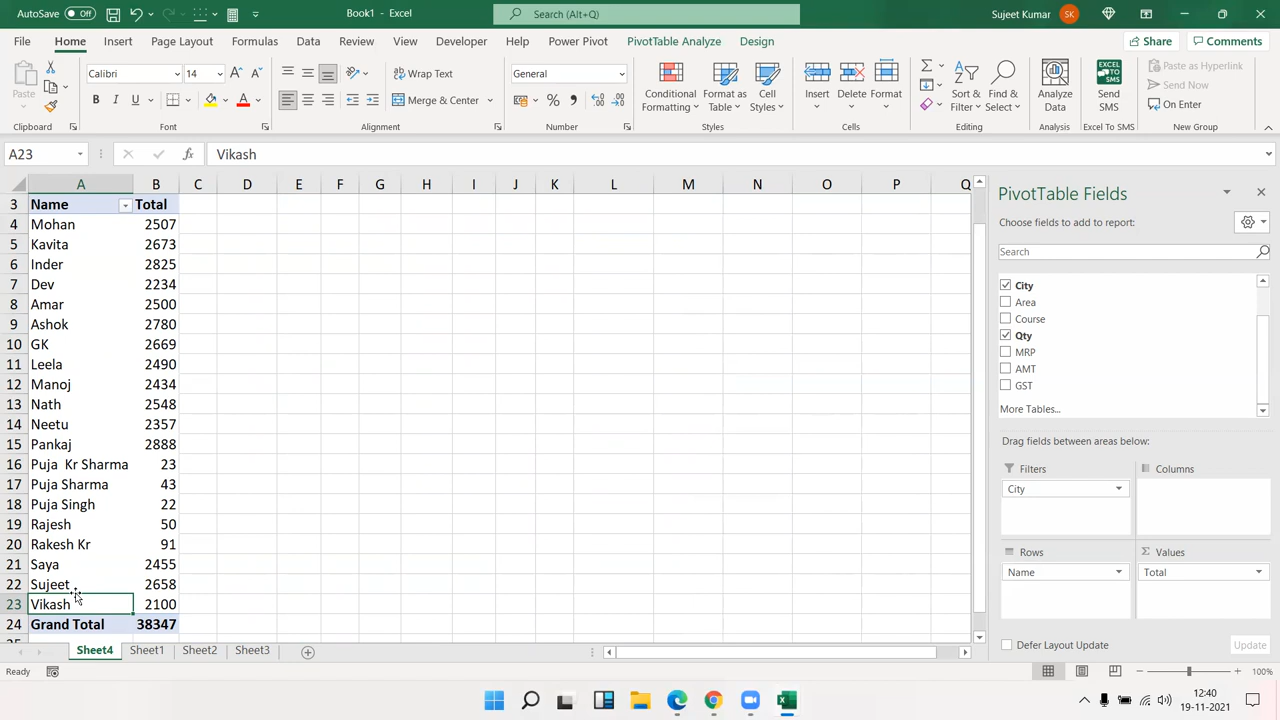 AutoSave Off Book1 - Excel Search (Alt+Q) Sujeet Kumar SK
File Home Insert Page Layout Formulas Data Review View Developer Help Power Pivot PivotTable Analyze Design Share Comments
Paste Calibri 14 Wrap Text General Conditional Formatting Format as Table Cell Styles Insert Delete Format Sort & Filter Find & Select Analyze Data Send SMS Paste as Hyperlink
B I U Merge & Center Send Now
On Enter
Clipboard Font Alignment Number Styles Cells Editing Analysis Excel To SMS New Group
A23 fx Vikash
A B C D E F G H I J K L M N O P Q
3 Name Total
4 Mohan 2507
5 Kavita 2673
6 Inder 2825
7 Dev 2234
8 Amar 2500
9 Ashok 2780
10 GK 2669
11 Leela 2490
12 Manoj 2434
13 Nath 2548
14 Neetu 2357
15 Pankaj 2888
16 Puja Kr Sharma 23
17 Puja Sharma 43
18 Puja Singh 22
19 Rajesh 50
20 Rakesh Kr 91
21 Saya 2455
22 Sujeet 2658
23 Vikash 2100
24 Grand Total 38347
PivotTable Fields
Choose fields to add to report:
Search
City
Area
Course
Qty
MRP
AMT
GST
More Tables...
Drag fields between areas below:
Filters Columns
City
Rows Σ Values
Name Total
Defer Layout Update Update
Sheet4 Sheet1 Sheet2 Sheet3
Ready 100%
12:40
19-11-2021